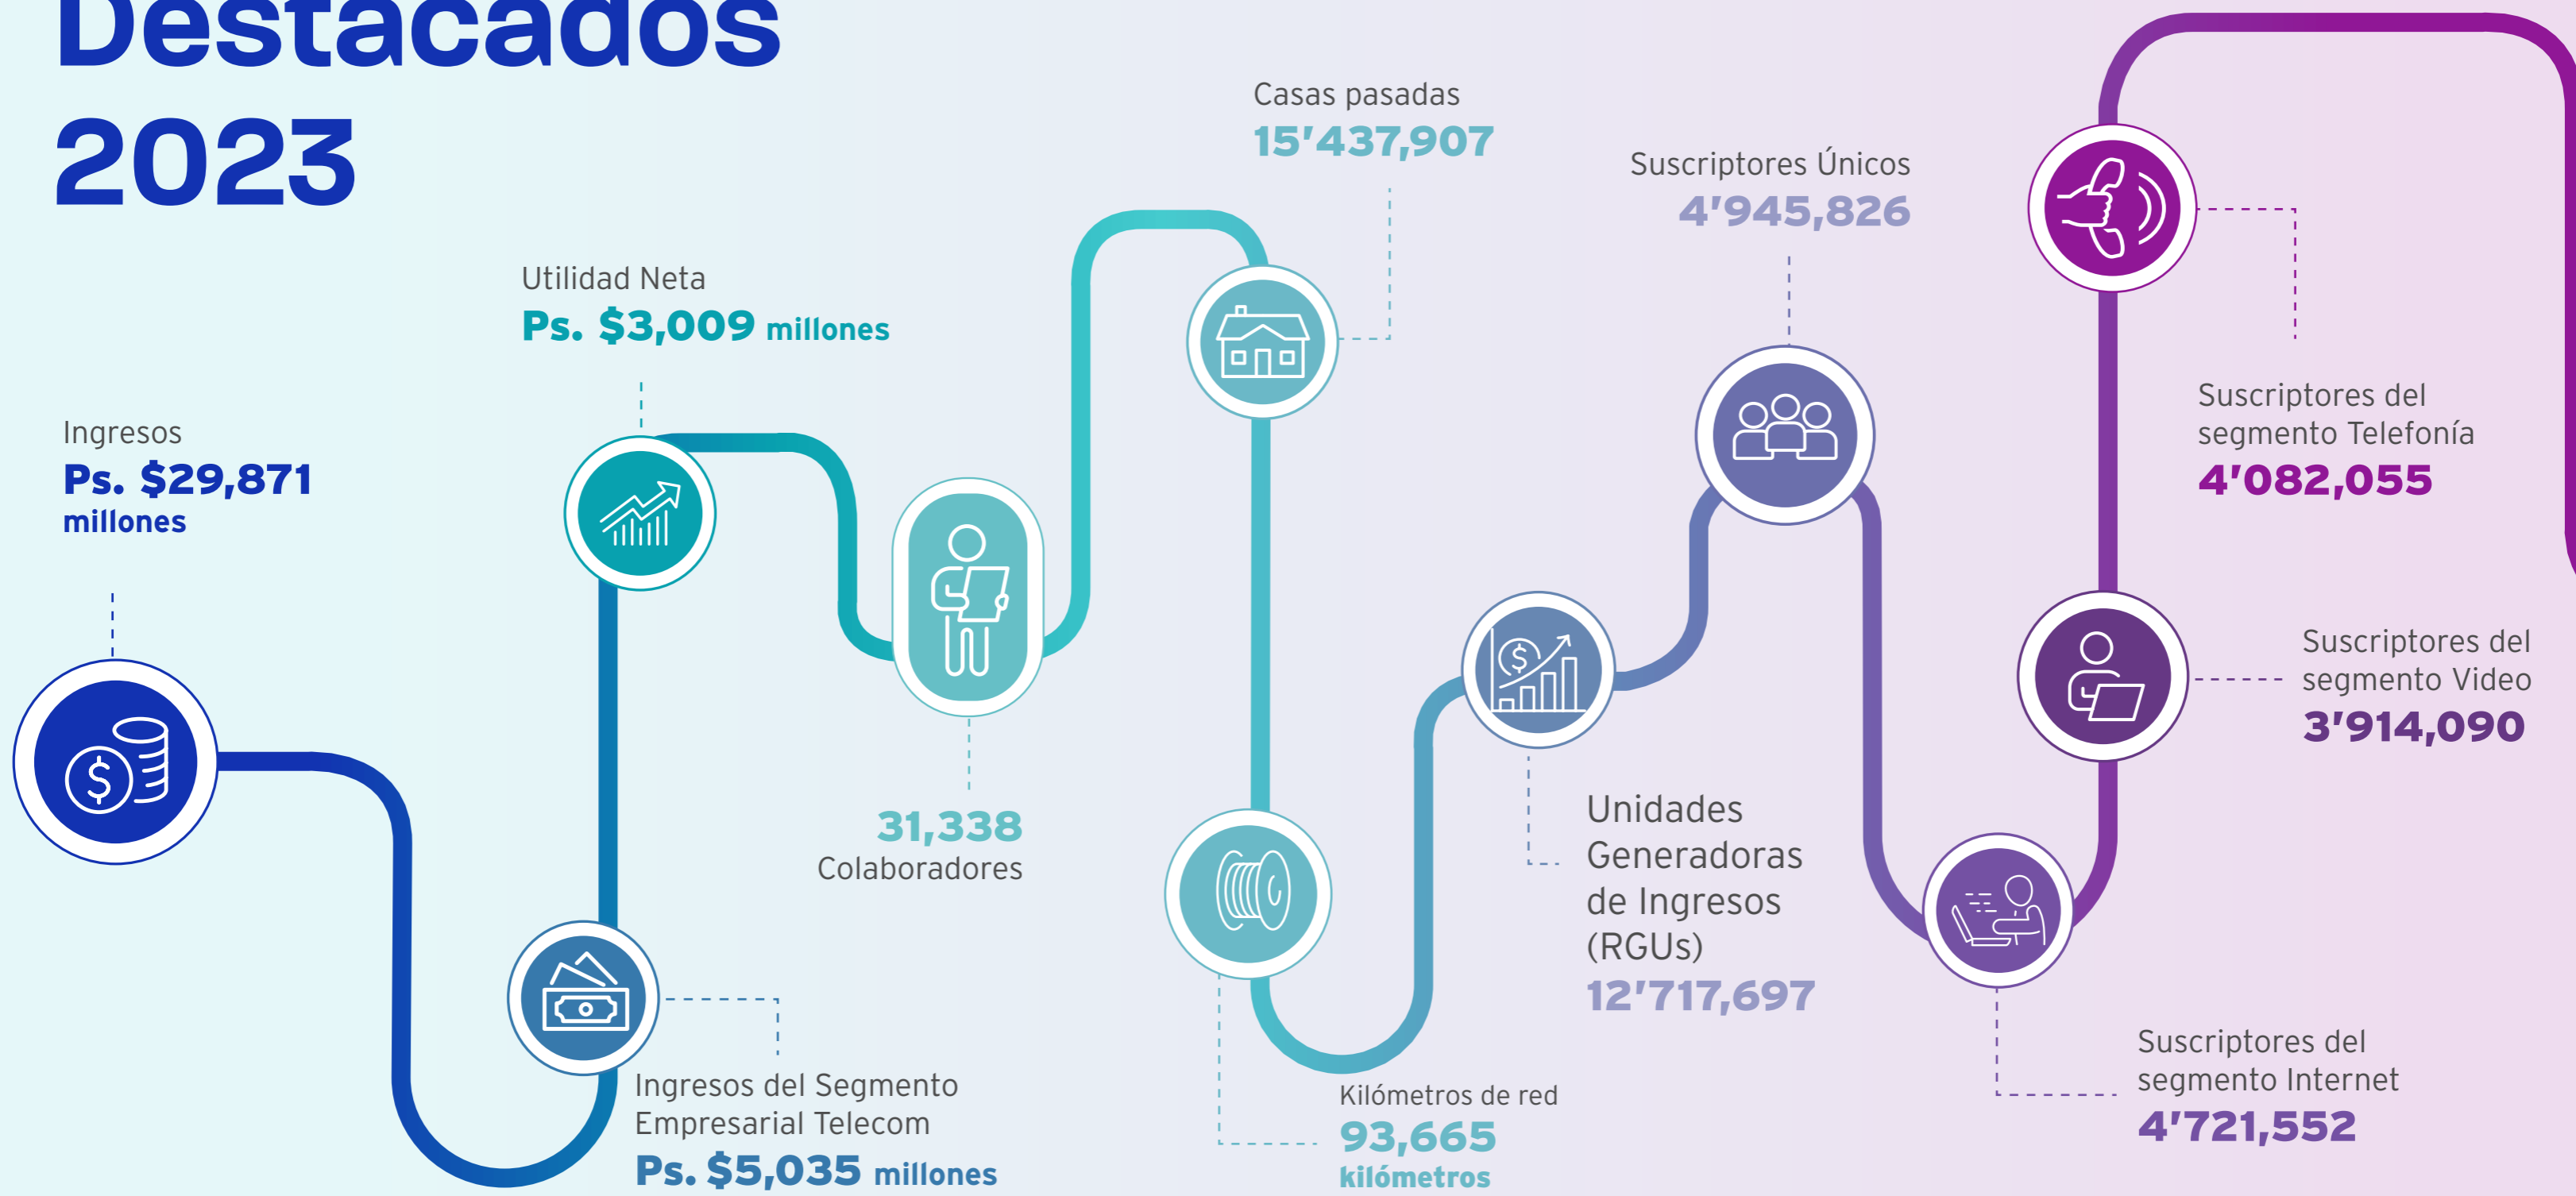 Destacados
2023
Ingresos
Ps. $29,871
millones
Ingresos del Segmento
Empresarial Telecom
Ps. $5,035 millones
Utilidad Neta
Ps. $3,009 millones
31,338
Colaboradores
Casas pasadas
15'437,907
Kilómetros de red
93,665
kilómetros
Unidades
Generadoras
de Ingresos
(RGUs)
12'717,697
Suscriptores Únicos
4'945,826
Suscriptores del
segmento Internet
4'721,552
Suscriptores del
segmento Video
3'914,090
Suscriptores del
segmento Telefonía
4'082,055